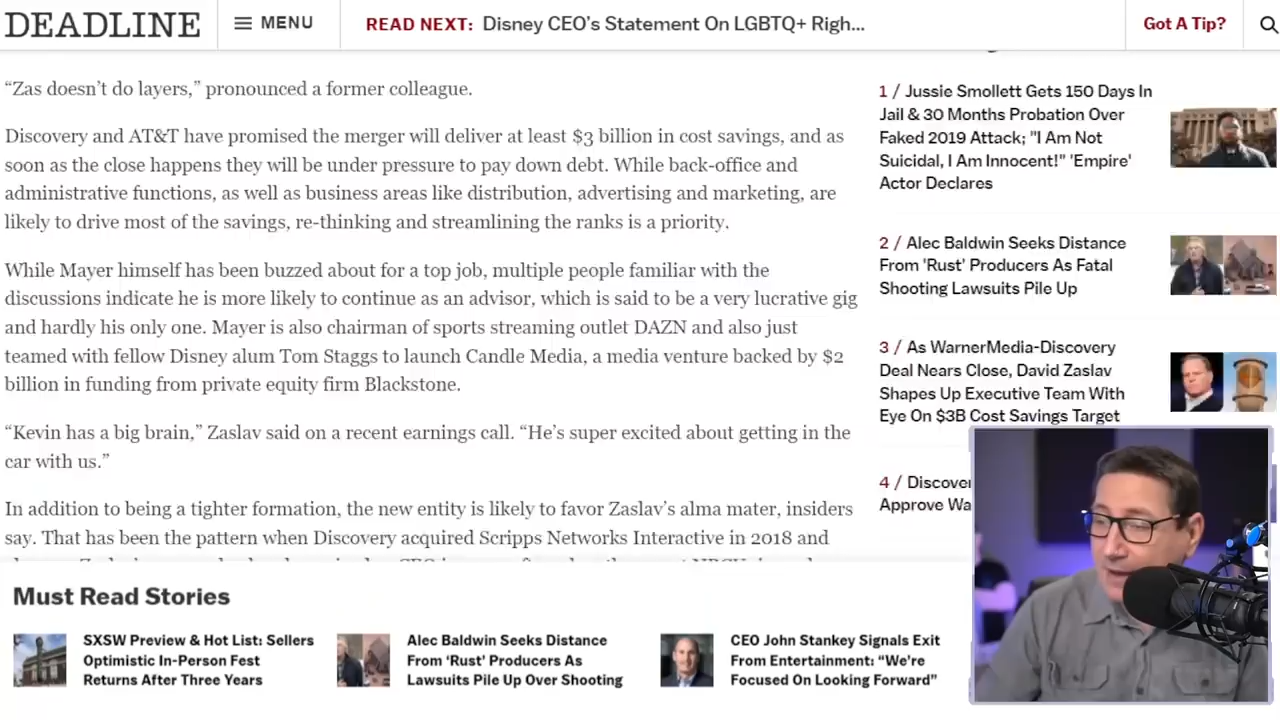 DEADLINE
MENU
READ NEXT: Disney CEO's Statement On LGBTQ+ Righ...
Got A Tip?
“Zas doesn’t do layers,” pronounced a former colleague.
Discovery and AT&T have promised the merger will deliver at least $3 billion in cost savings, and as
soon as the close happens they will be under pressure to pay down debt. While back-office and
administrative functions, as well as business areas like distribution, advertising and marketing, are
likely to drive most of the savings, re-thinking and streamlining the ranks is a priority.
While Mayer himself has been buzzed about for a top job, multiple people familiar with the
discussions indicate he is more likely to continue as an advisor, which is said to be a very lucrative gig
and hardly his only one. Mayer is also chairman of sports streaming outlet DAZN and also just
teamed with fellow Disney alum Tom Staggs to launch Candle Media, a media venture backed by $2
billion in funding from private equity firm Blackstone.
“Kevin has a big brain,” Zaslav said on a recent earnings call. “He’s super excited about getting in the
car with us.”
In addition to being a tighter formation, the new entity is likely to favor Zaslav’s alma mater, insiders
say. That has been the pattern when Discovery acquired Scripps Networks Interactive in 2018 and
1 / Jussie Smollett Gets 150 Days In
Jail & 30 Months Probation Over
Faked 2019 Attack; "I Am Not
Suicidal, I Am Innocent!" 'Empire'
Actor Declares
2 / Alec Baldwin Seeks Distance
From 'Rust' Producers As Fatal
Shooting Lawsuits Pile Up
3 / As WarnerMedia-Discovery
Deal Nears Close, David Zaslav
Shapes Up Executive Team With
Eye On $3B Cost Savings Target
4 / Discover
Approve Wa
Must Read Stories
SXSW Preview & Hot List: Sellers
Optimistic In-Person Fest
Returns After Three Years
Alec Baldwin Seeks Distance
From ‘Rust’ Producers As
Lawsuits Pile Up Over Shooting
CEO John Stankey Signals Exit
From Entertainment: “We’re
Focused On Looking Forward”